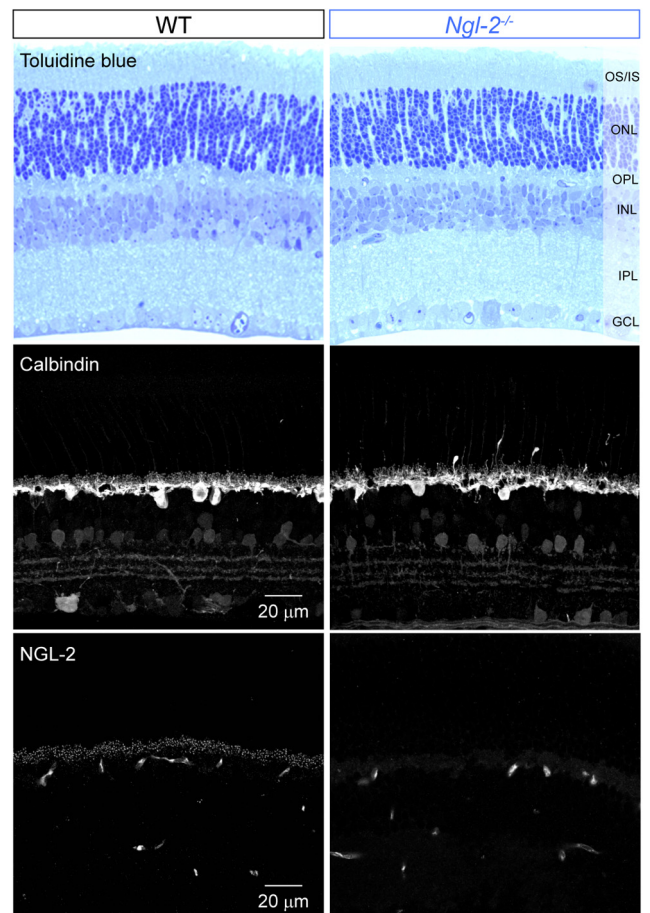 WT
Ngl-2-/-
Toluidine blue
OS/IS
ONL
OPL
INL
IPL
GCL
Calbindin
20 μm
NGL-2
20 μm